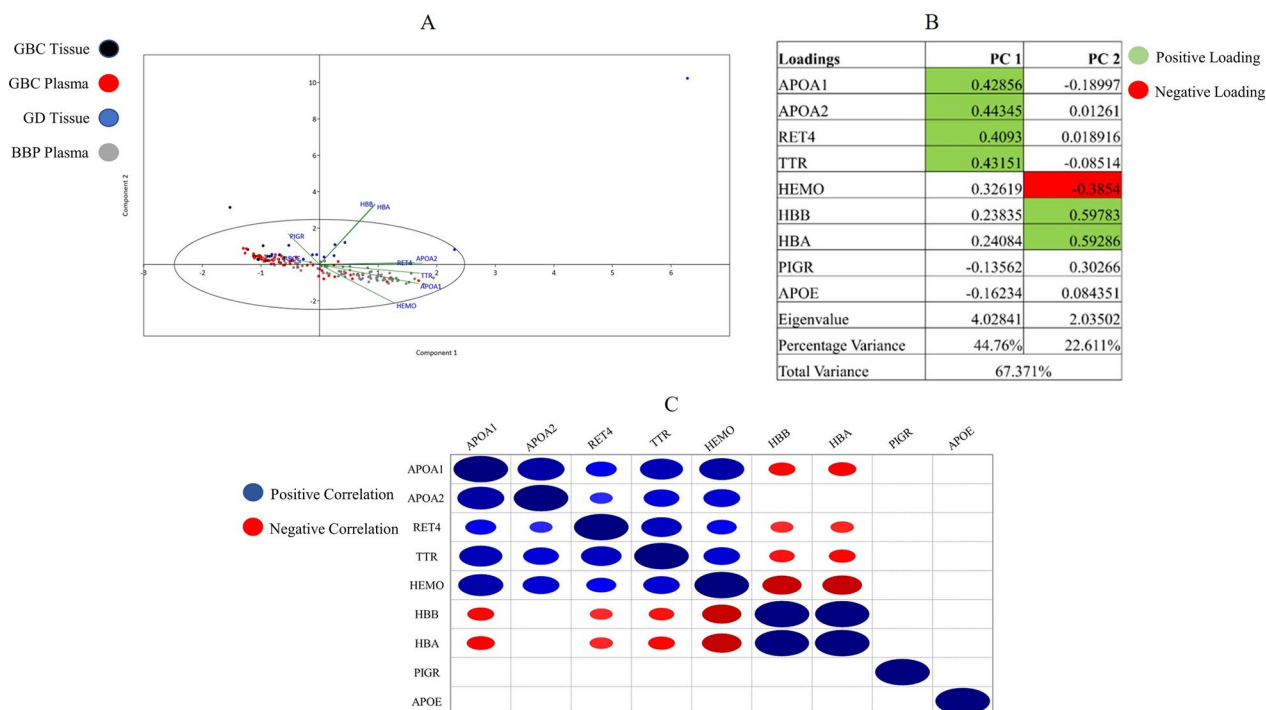 A
GBC Tissue
GBC Plasma
GD Tissue
BBP Plasma
Component 2
10
8
6
4
2
-2
-3 -2 -1 1 2 3 4 5 6
HBB HBA
PIGR
APOE
APOA2
RET4
TTR
APOA1
HEMO
Component 1
B
Loadings PC 1 PC 2
APOA1 0.42856 -0.18997
APOA2 0.44345 0.01261
RET4 0.4093 0.018916
TTR 0.43151 -0.08514
HEMO 0.32619 -0.3854
HBB 0.23835 0.59783
HBA 0.24084 0.59286
PIGR -0.13562 0.30266
APOE -0.16234 0.084351
Eigenvalue 4.02841 2.03502
Percentage Variance 44.76% 22.611%
Total Variance 67.371%
Positive Loading
Negative Loading
C
APOA1 APOA2 RET4 TTR HEMO HBB HBA PIGR APOE
Positive Correlation
Negative Correlation
APOA1
APOA2
RET4
TTR
HEMO
HBB
HBA
PIGR
APOE